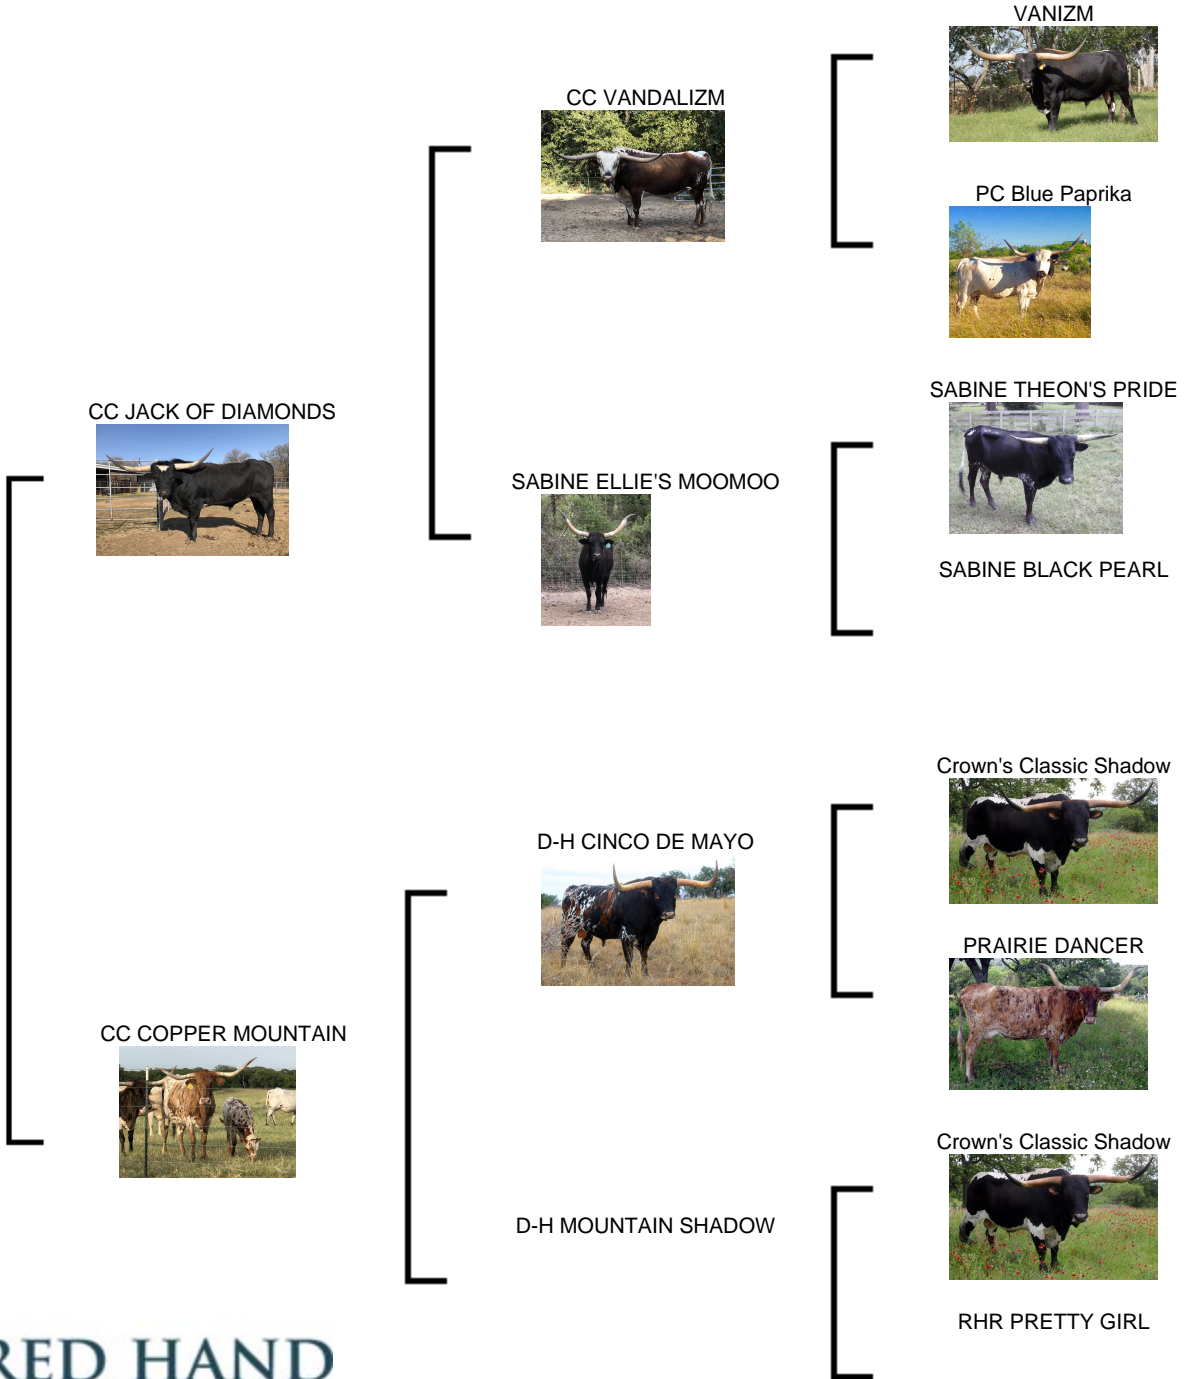 VANIZM
CC VANDALIZM
PC Blue Paprika
SABINE THEON'S PRIDE
CC JACK OF DIAMONDS
SABINE ELLIE'S MOOMOO
SABINE BLACK PEARL
Crown's Classic Shadow
D-H CINCO DE MAYO
PRAIRIE DANCER
CC COPPER MOUNTAIN
Crown's Classic Shadow
D-H MOUNTAIN SHADOW
RHR PRETTY GIRL
RED HAND